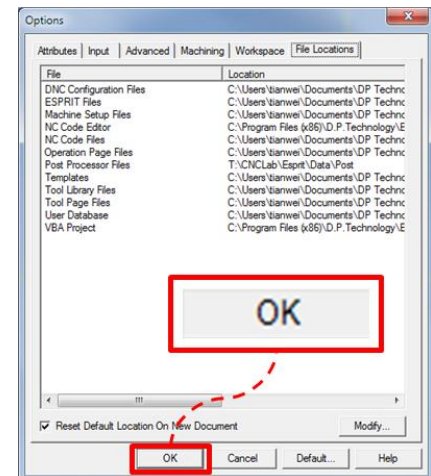 Options
Attributes Input Advanced Machining Workspace File Locations
File Location
DNC Configuration Files C:\Users\tianwei\Documents\DP Techno
ESPRIT Files C:\Users\tianwei\Documents\DP Techno
Machine Setup Files C:\Users\tianwei\Documents\DP Techno
NC Code Editor C:\Program Files (x86)\D.P.Technology\E
NC Code Files C:\Users\tianwei\Documents\DP Techno
Operation Page Files C:\Users\tianwei\Documents\DP Techno
Post Processor Files T:\CNCLab\Esprit\Data\Post
Templates C:\Users\tianwei\Documents\DP Techno
Tool Library Files C:\Users\tianwei\Documents\DP Techno
Tool Page Files C:\Users\tianwei\Documents\DP Techno
User Database C:\Users\tianwei\Documents\DP Techno
VBA Project C:\Program Files (x86)\D.P.Technology\E
OK
Reset Default Location On New Document Modify...
OK Cancel Default... Help